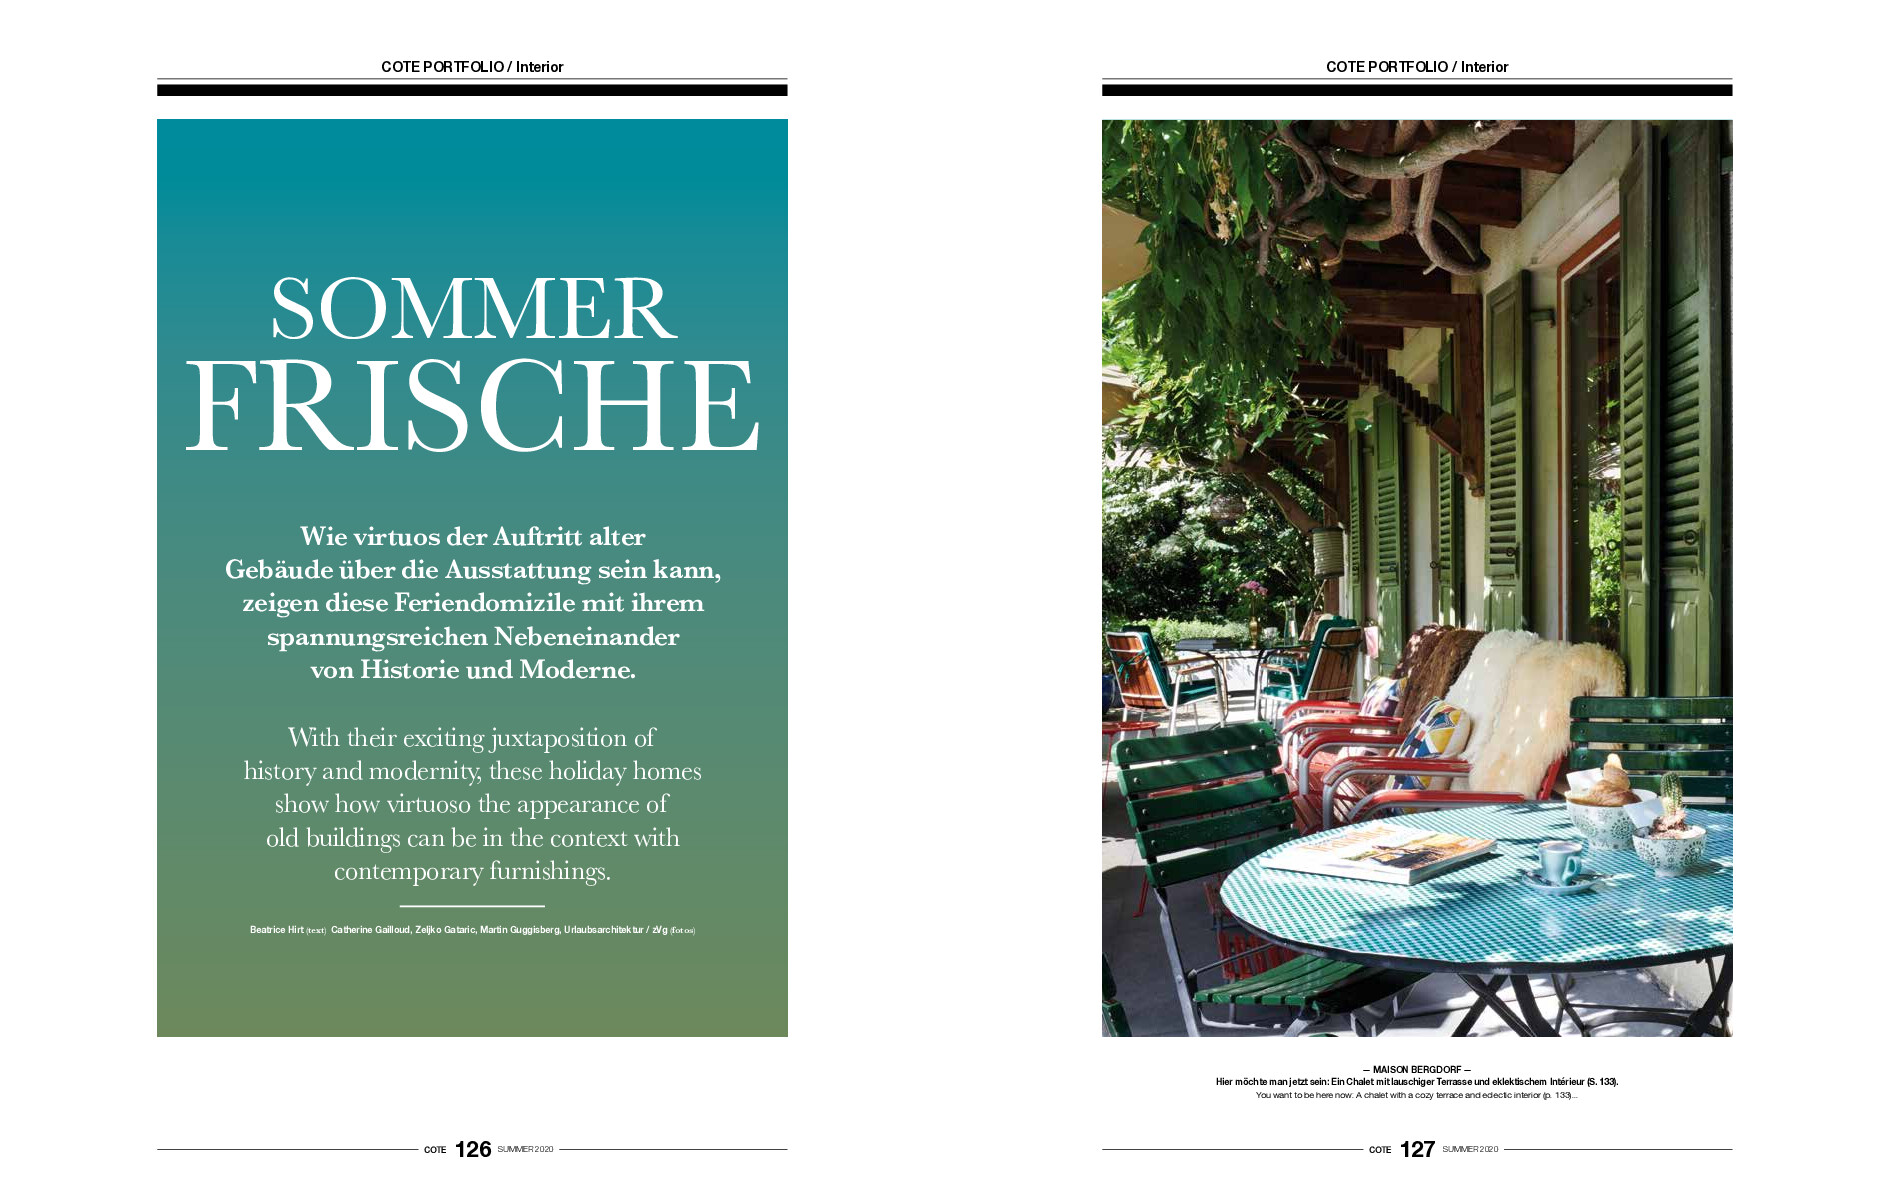 COTE PORTFOLIO / Interior
SOMMER
FRISCHE
Wie virtuos der Auftritt alter
Gebäude über die Ausstattung sein kann,
zeigen diese Feriendomizile mit ihrem
spannungsreichen Nebeneinander
von Historie und Moderne.
With their exciting juxtaposition of
history and modernity, these holiday homes
show how virtuoso the appearance of
old buildings can be in the context with
contemporary furnishings.
Beatrice Hirt (text) Catherine Gailloud, Zeljko Gataric, Martin Guggisberg, Urlaubsarchitektur / zVg (fotos)
COTE 126 SUMMER 2020
COTE PORTFOLIO / Interior
— MAISON BERGDORF —
Hier möchte man jetzt sein: Ein Chalet mit lauschiger Terrasse und eklektischem Intérieur (S. 133).
You want to be here now: A chalet with a cozy terrace and eclectic interior (p. 133)...
COTE 127 SUMMER 2020